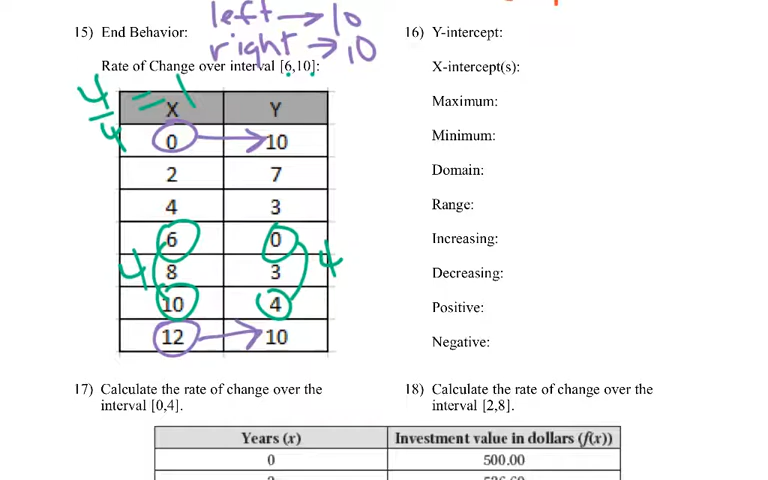 left → 10
15) End Behavior:
right → 10
Rate of Change over interval [6,10]:
4/4 = 1
X Y
0 10
2 7
4 3
6 0
8 3
10 4
12 10
4
4
16) Y-intercept:
X-intercept(s):
Maximum:
Minimum:
Domain:
Range:
Increasing:
Decreasing:
Positive:
Negative:
17) Calculate the rate of change over the
interval [0,4].
18) Calculate the rate of change over the
interval [2,8].
Years (x) Investment value in dollars (f(x))
0 500.00